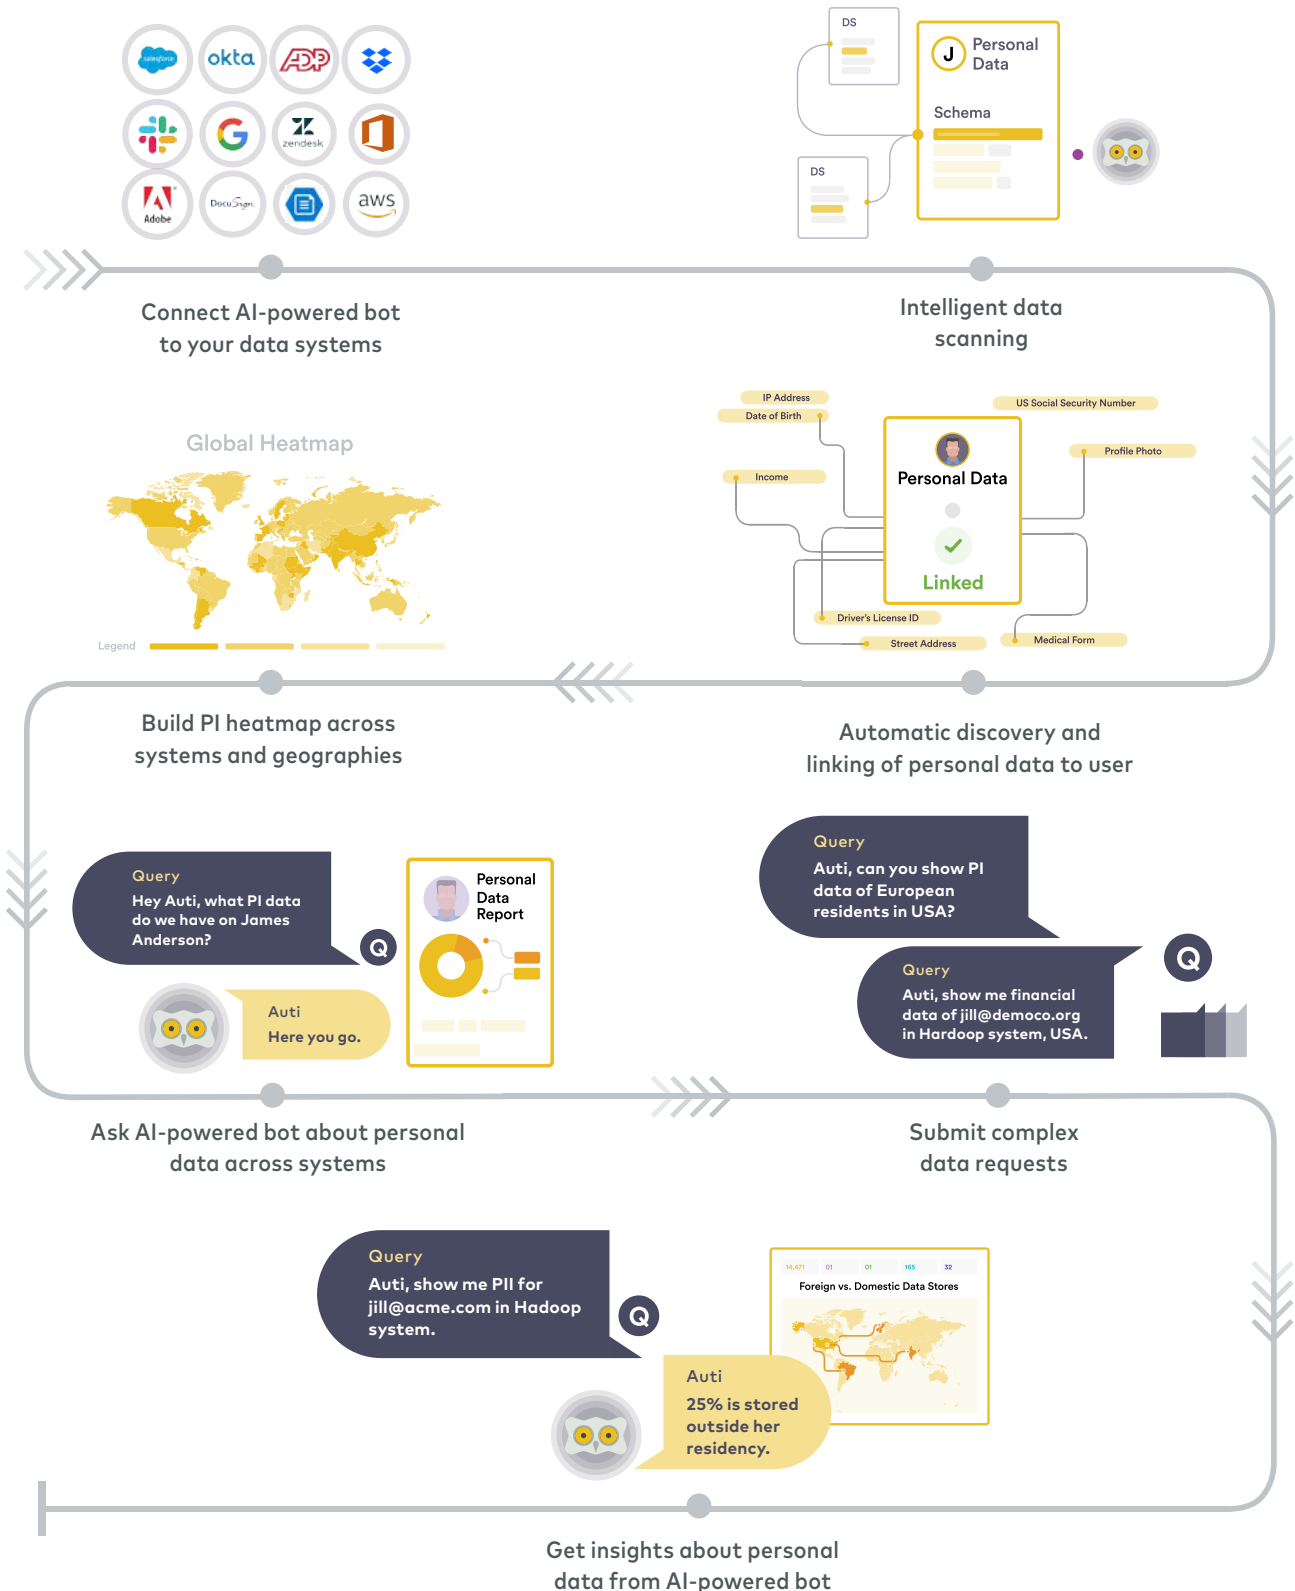 salesforce
okta
ADP
zendesk
Adobe
DocuSign
aws
DS
DS
J
Personal
Data
Schema
Connect AI-powered bot
to your data systems
Intelligent data
scanning
IP Address
Date of Birth
Income
US Social Security Number
Profile Photo
Personal Data
Linked
Driver's License ID
Street Address
Medical Form
Automatic discovery and
linking of personal data to user
Global Heatmap
Legend
Build PI heatmap across
systems and geographies
Query
Hey Auti, what PI data
do we have on James
Anderson?
Q
Auti
Here you go.
Personal
Data
Report
Ask AI-powered bot about personal
data across systems
Query
Auti, can you show PI
data of European
residents in USA?
Query
Auti, show me financial
data of jill@democo.org
in Hardoop system, USA.
Q
Submit complex
data requests
Query
Auti, show me PII for
jill@acme.com in Hadoop
system.
Q
Auti
25% is stored
outside her
residency.
14,671 01 01 165 32
Foreign vs. Domestic Data Stores
Get insights about personal
data from AI-powered bot